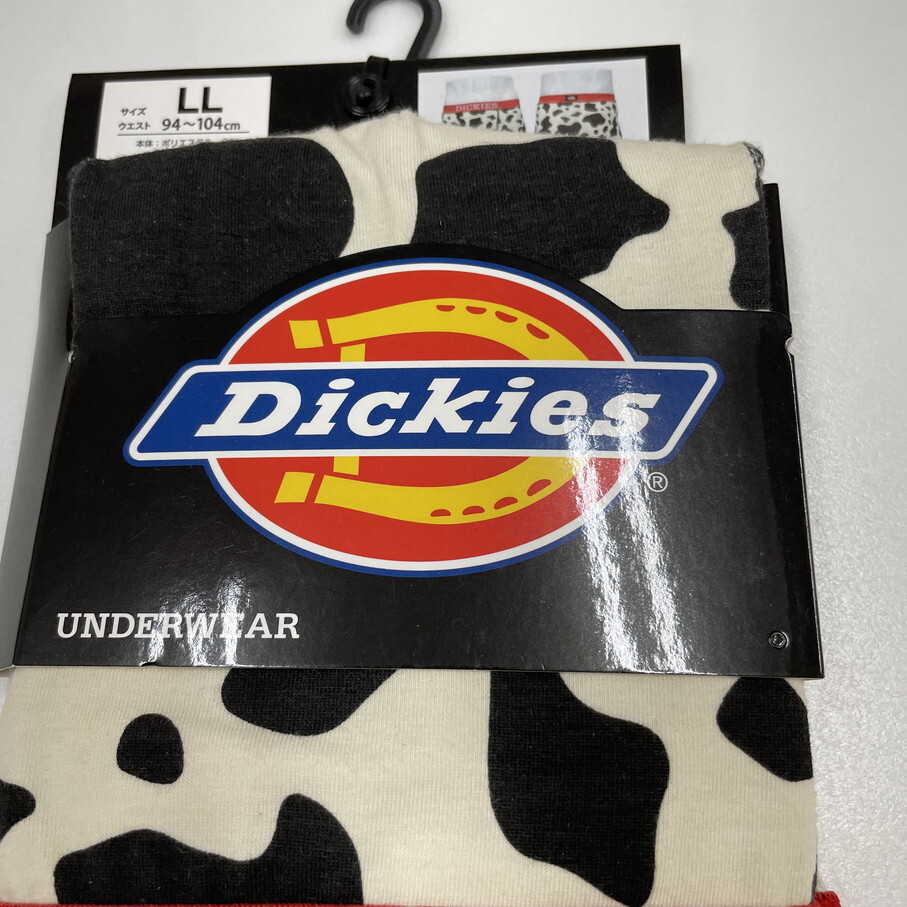 サイズ LL
ウエスト 94～104cm
本体：ポリエステ
DICKIES
Dickies
®
UNDERWEAR